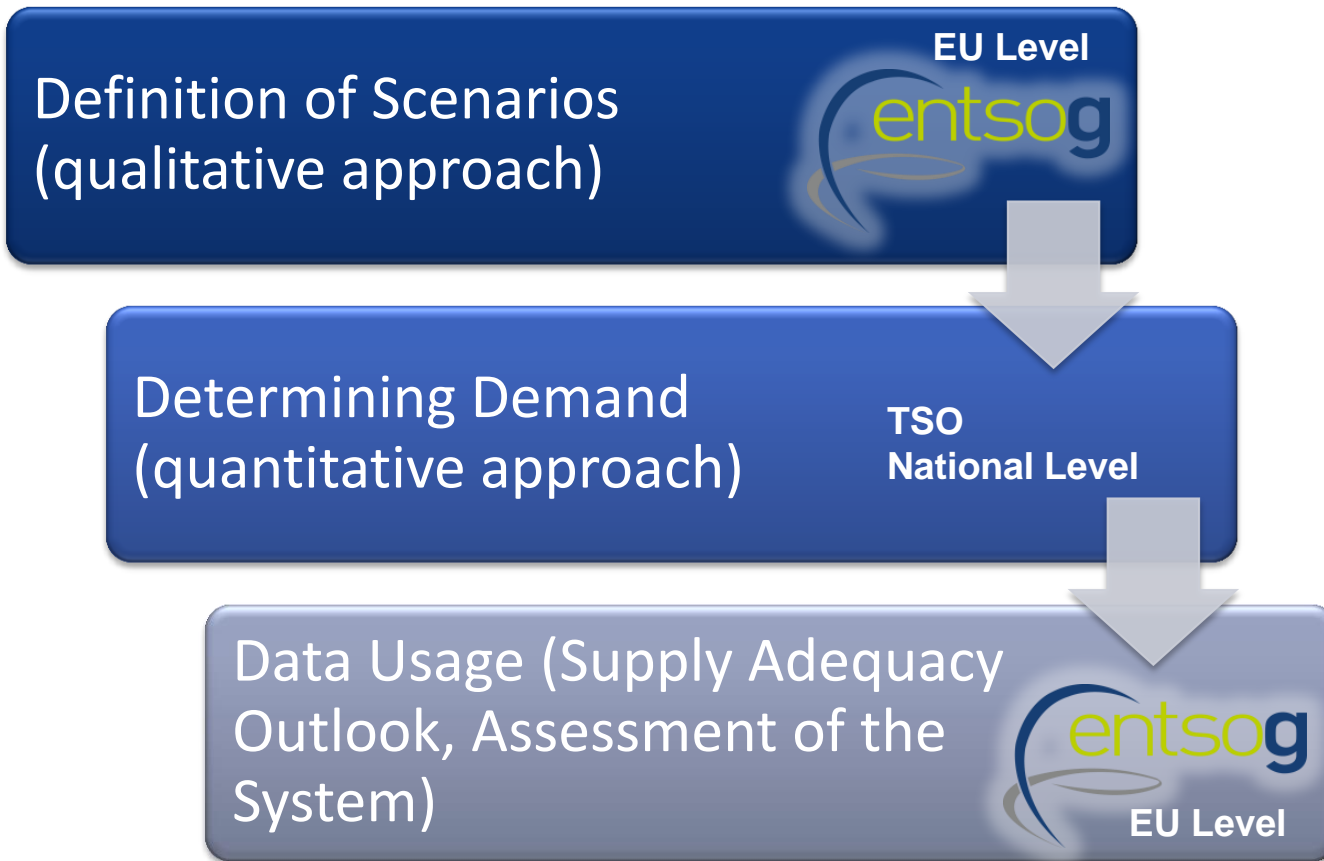 EU Level
entsog
Definition of Scenarios
(qualitative approach)
Determining Demand
(quantitative approach)
TSO
National Level
Data Usage (Supply Adequacy
Outlook, Assessment of the
System)
entsog
EU Level